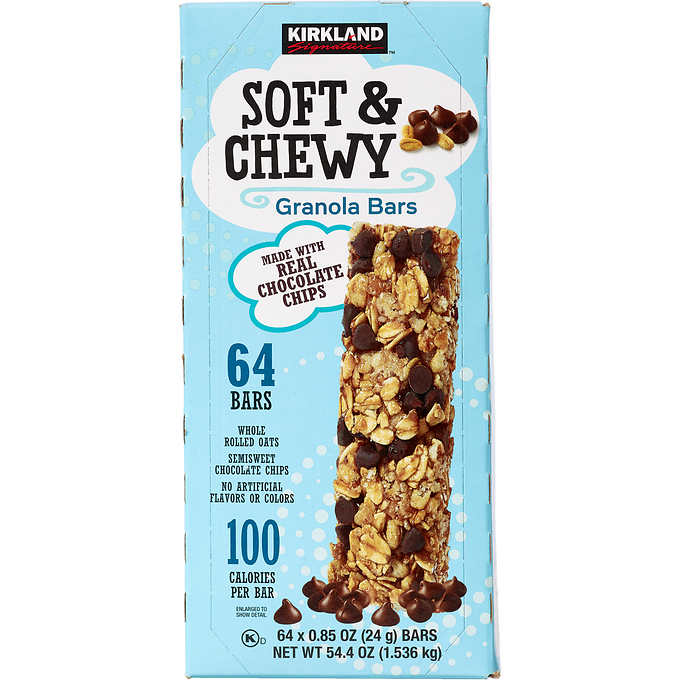 KIRKLAND
Signature™
SOFT &
CHEWY
Granola Bars
MADE WITH
REAL
CHOCOLATE
CHIPS
64
BARS
WHOLE
ROLLED OATS
SEMISWEET
CHOCOLATE CHIPS
NO ARTIFICIAL
FLAVORS OR COLORS
100
CALORIES
PER BAR
ENLARGED TO
SHOW DETAIL
K D
64 x 0.85 OZ (24 g) BARS
NET WT 54.4 OZ (1.536 kg)